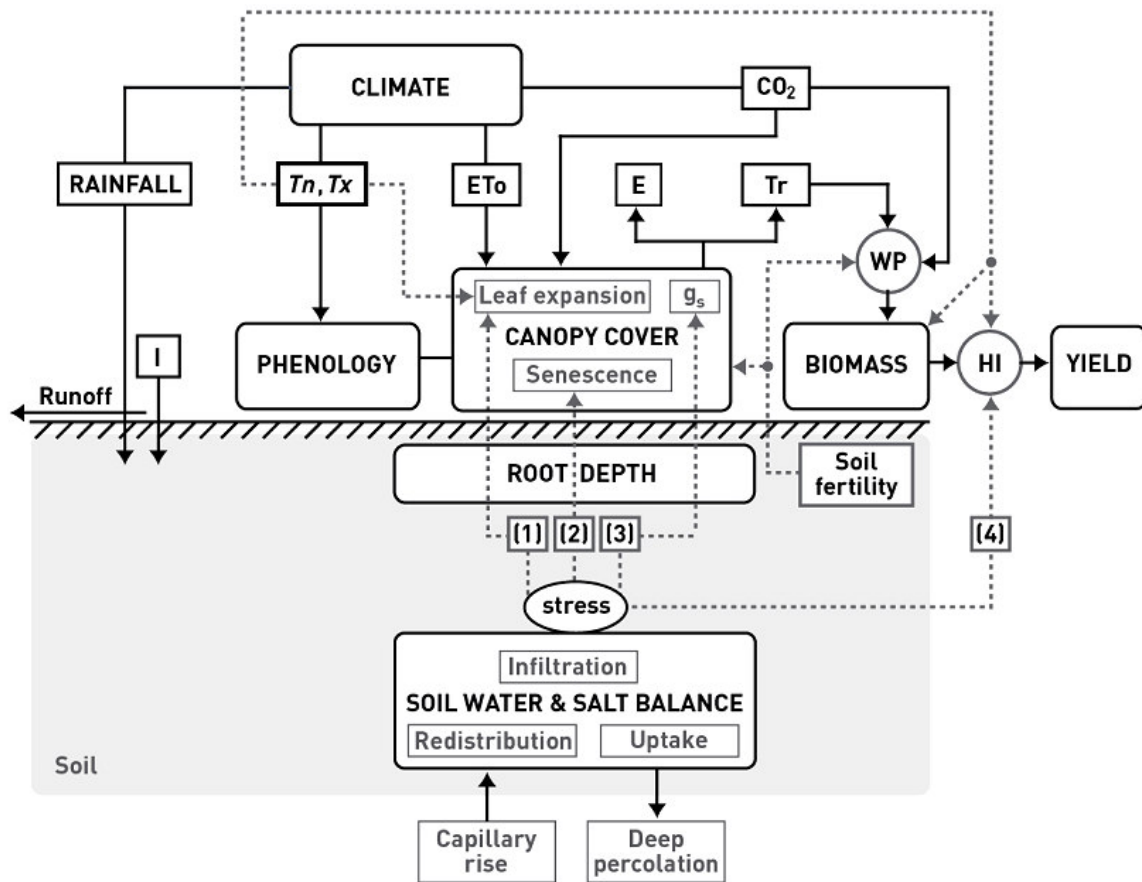 CLIMATE
CO₂
RAINFALL
Tn, Tx
ETo
E
Tr
WP
Leaf expansion
gₛ
CANOPY COVER
Senescence
PHENOLOGY
I
BIOMASS
HI
YIELD
Runoff
ROOT DEPTH
Soil
fertility
(1)
(2)
(3)
(4)
stress
Infiltration
SOIL WATER & SALT BALANCE
Redistribution
Uptake
Soil
Capillary
rise
Deep
percolation